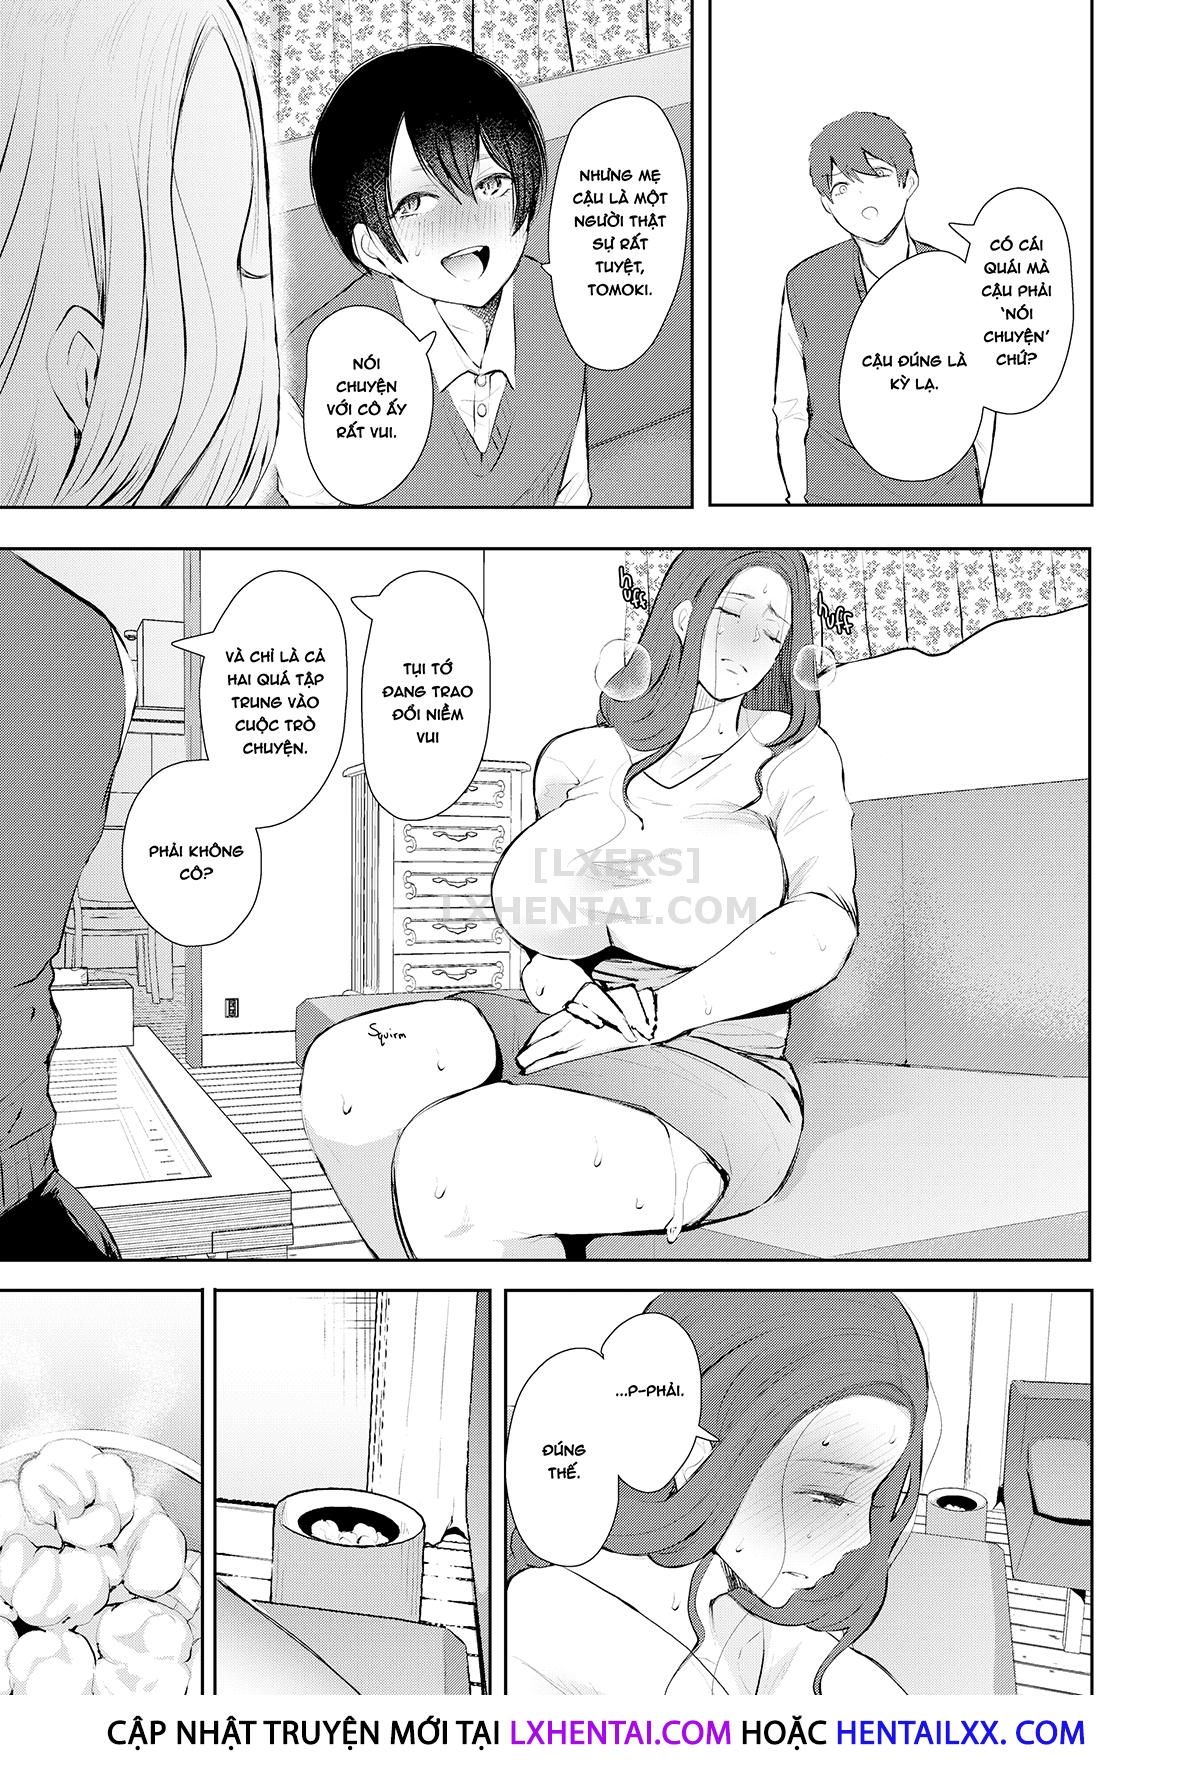 CÓ CÁI
QUÁI MÀ
CẬU PHẢI
‘NÓI
CHUYỆN’
CHỨ?
CẬU ĐÚNG LÀ
KỲ LẠ.
NHƯNG MẸ
CẬU LÀ MỘT
NGƯỜI THẬT
SỰ RẤT
TUYỆT,
TOMOKI.
NÓI
CHUYỆN
VỚI CÔ ẤY
RẤT VUI.
huff
huff
TỤI TỚ
ĐANG TRAO
ĐỔI NIỀM
VUI
VÀ CHỈ LÀ CẢ
HAI QUÁ TẬP
TRUNG VÀO
CUỘC TRÒ
CHUYỆN.
PHẢI KHÔNG
CÔ?
[LXERS]
LXHENTAI.COM
Squirm
...P-PHẢI.
ĐÚNG
THẾ.
CẬP NHẬT TRUYỆN MỚI TẠI LXHENTAI.COM HOẶC HENTAILXX. COM